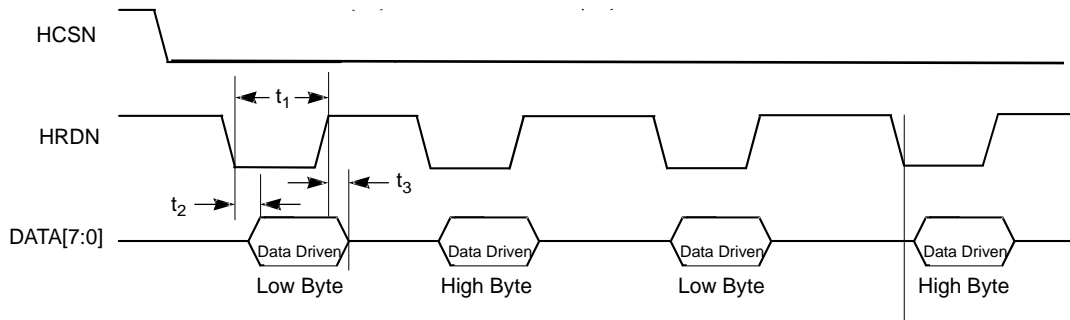 HCSN
t1
HRDN
t3
t2
DATA[7:0]
Data Driven
Data Driven
Data Driven
Data Driven
Low Byte
High Byte
Low Byte
High Byte